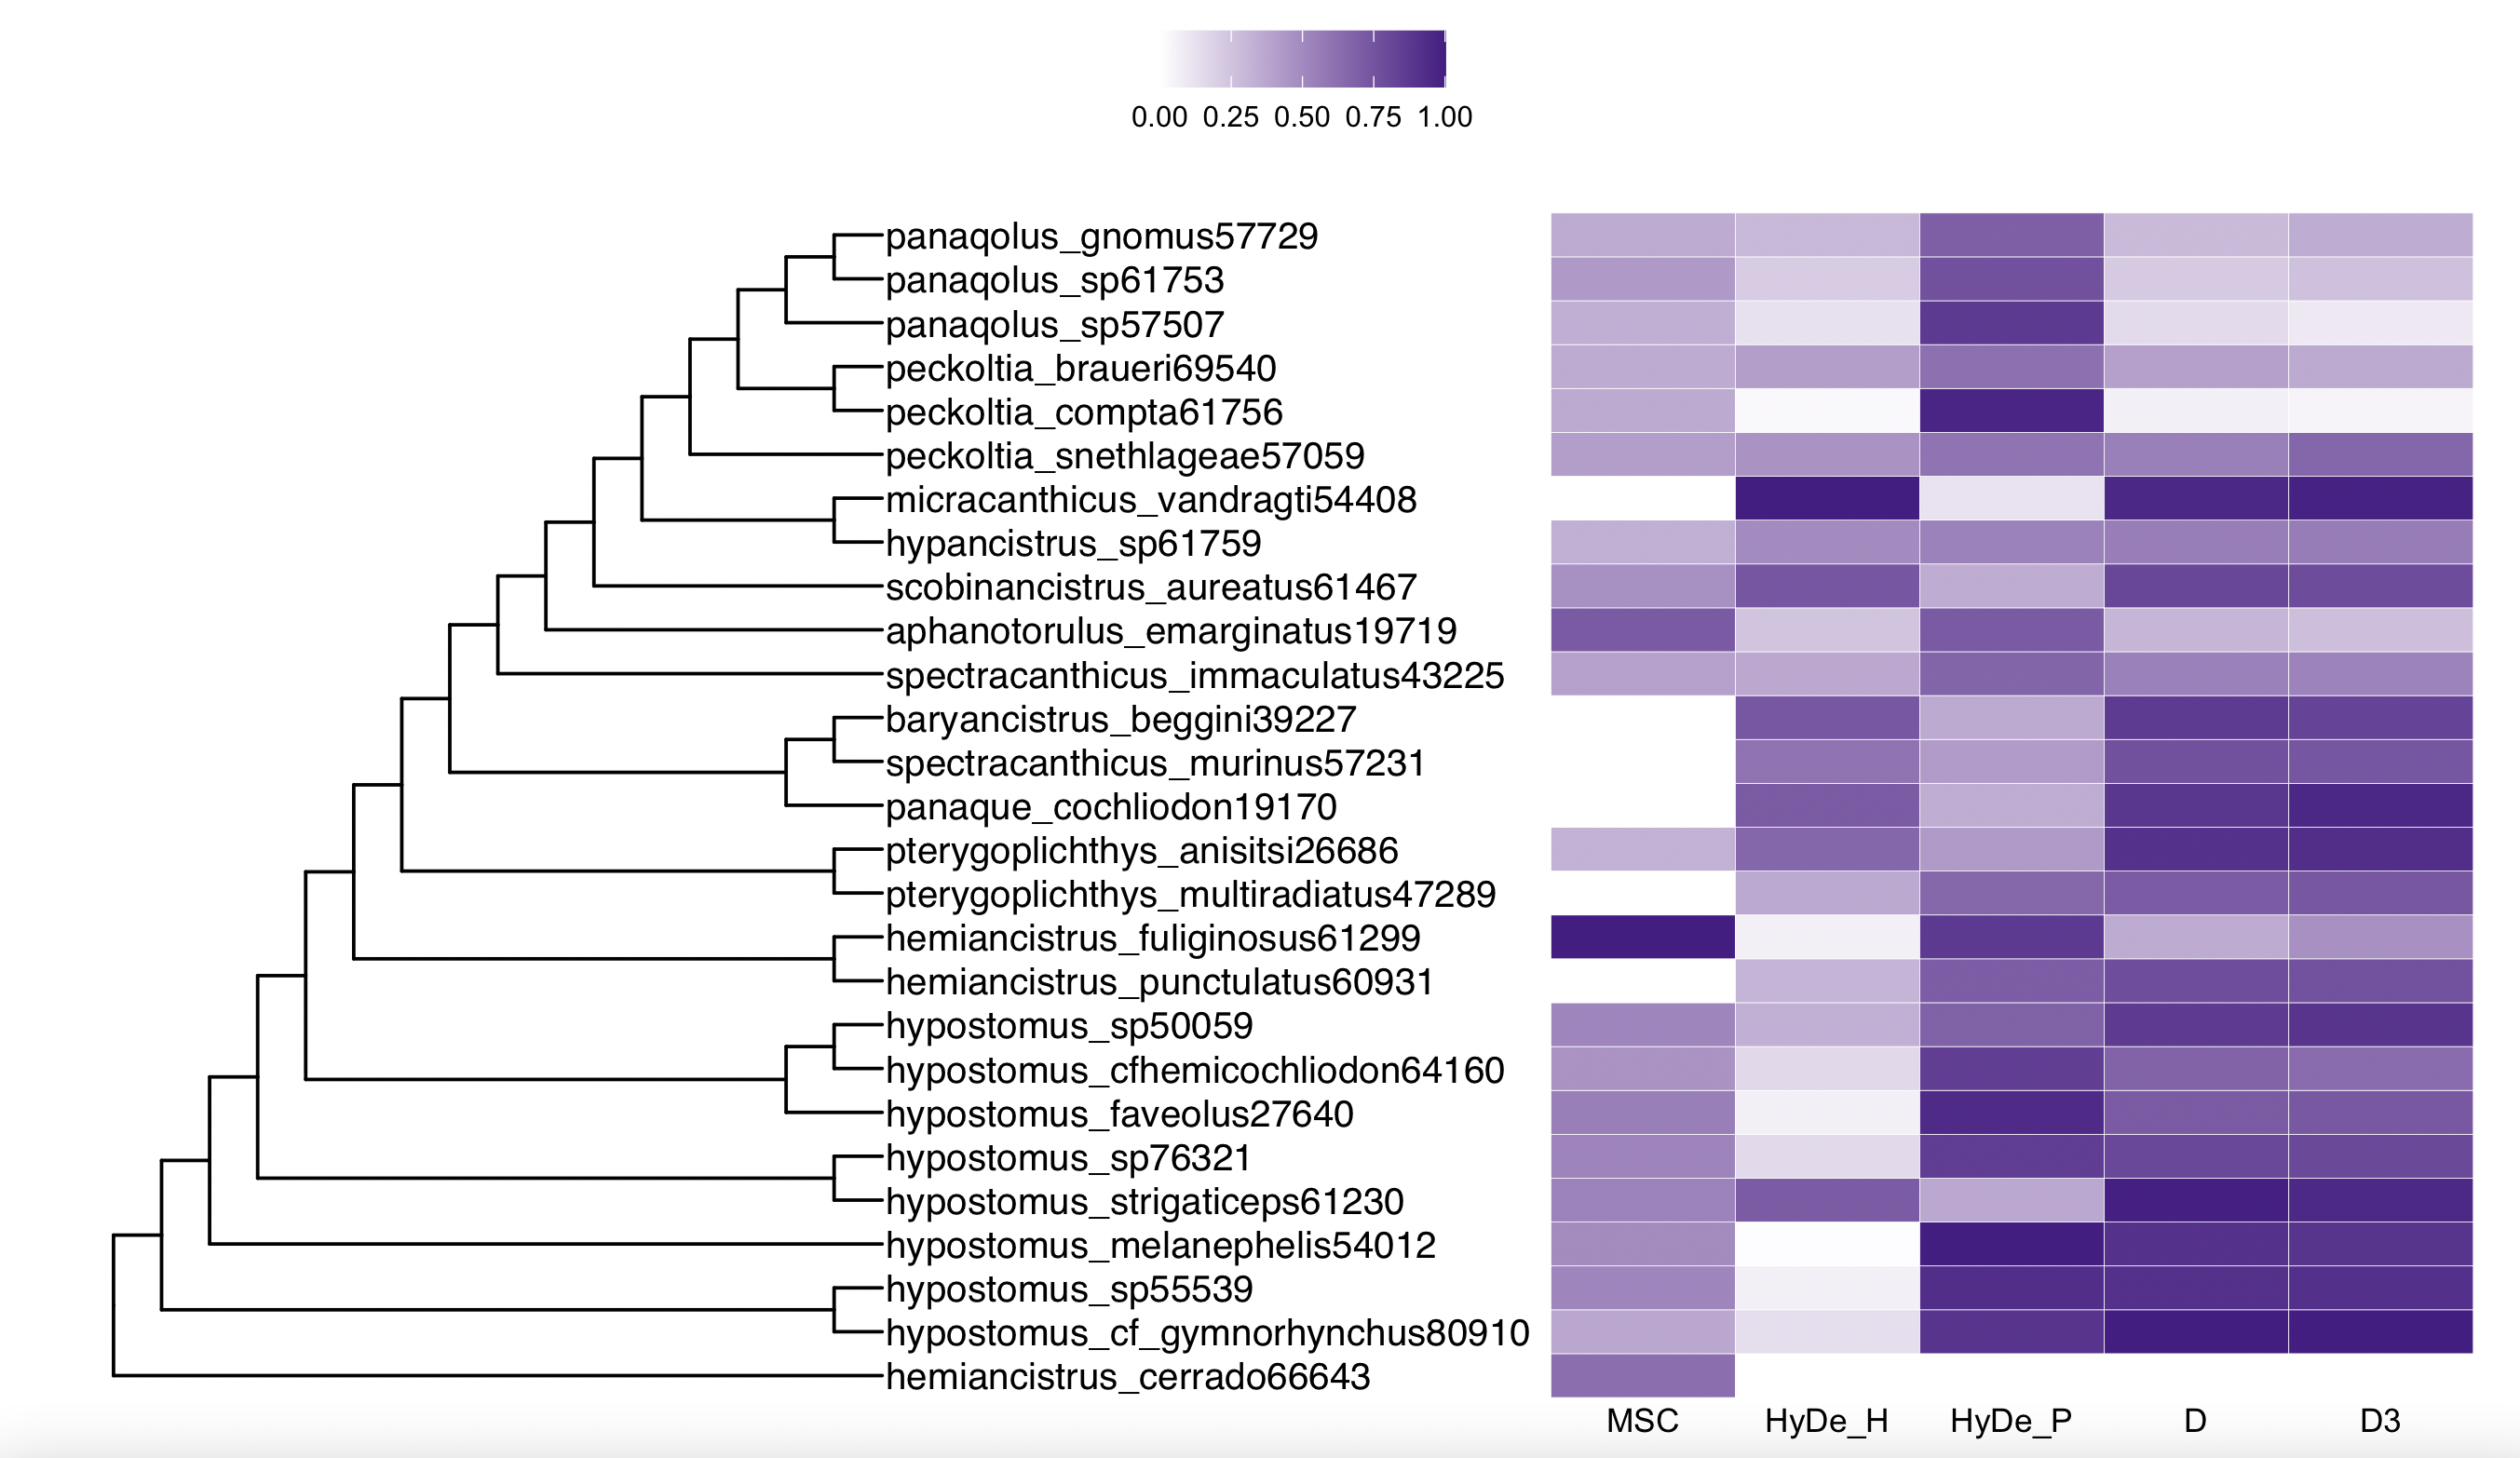 0.00 0.25 0.50 0.75 1.00
panaqolus_gnomus57729
panaqolus_sp61753
panaqolus_sp57507
peckoltia_braueri69540
peckoltia_compta61756
peckoltia_snethlageae57059
micracanthicus_vandragti54408
hypancistrus_sp61759
scobinancistrus_aureatus61467
aphanotorulus_emarginatus19719
spectracanthicus_immaculatus43225
baryancistrus_beggini39227
spectracanthicus_murinus57231
panaque_cochliodon19170
pterygoplichthys_anisitsi26686
pterygoplichthys_multiradiatus47289
hemiancistrus_fuliginosus61299
hemiancistrus_punctulatus60931
hypostomus_sp50059
hypostomus_cfhemicochliodon64160
hypostomus_faveolus27640
hypostomus_sp76321
hypostomus_strigaticeps61230
hypostomus_melanephelis54012
hypostomus_sp55539
hypostomus_cf_gymnorhynchus80910
hemiancistrus_cerrado66643
MSC HyDe_H HyDe_P D D3